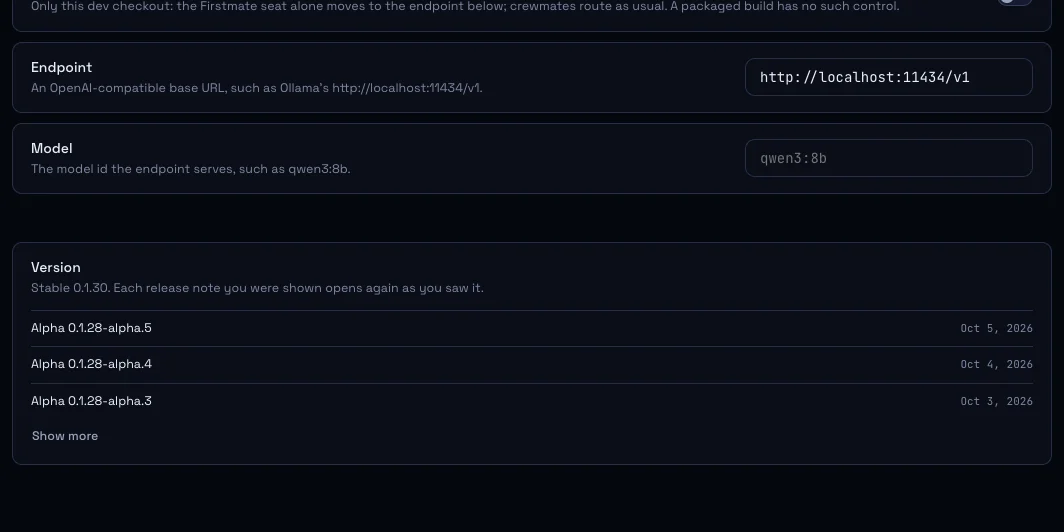 Only this dev checkout: the Firstmate seat alone moves to the endpoint below; crewmates route as usual. A packaged build has no such control.
Endpoint
An OpenAI-compatible base URL, such as Ollama's http://localhost:11434/v1.
http://localhost:11434/v1
Model
The model id the endpoint serves, such as qwen3:8b.
qwen3:8b
Version
Stable 0.1.30. Each release note you were shown opens again as you saw it.
Alpha 0.1.28-alpha.5
Oct 5, 2026
Alpha 0.1.28-alpha.4
Oct 4, 2026
Alpha 0.1.28-alpha.3
Oct 3, 2026
Show more